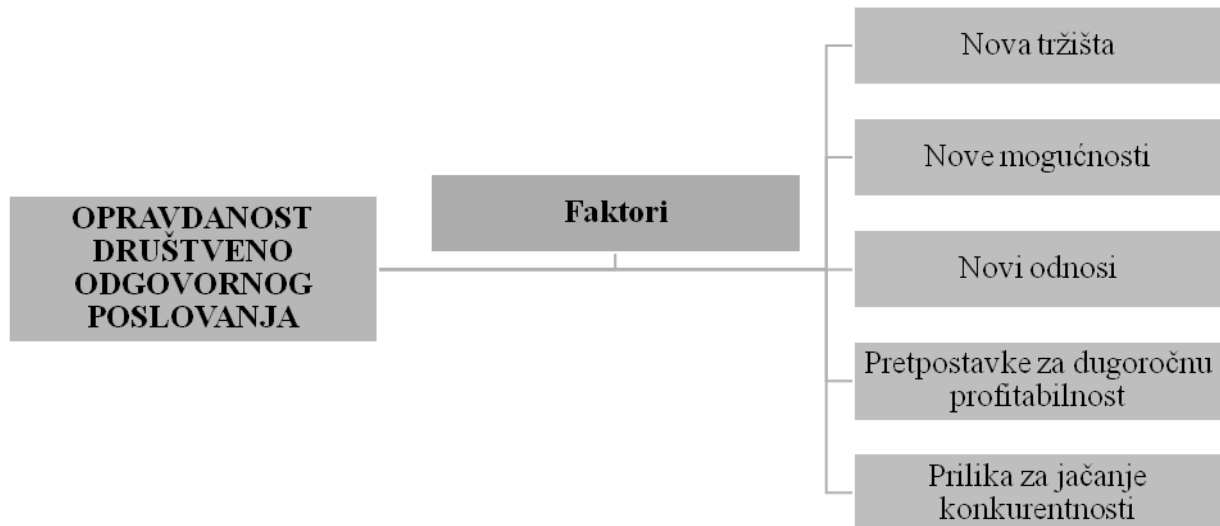 OPRAVDANOST
DRUŠTVENO
ODGOVORNOG
POSLOVANJA
Faktori
Nova tržišta
Nove mogućnosti
Novi odnosi
Pretpostavke za dugoročnu
profitabilnost
Prilika za jačanje
konkurentnosti